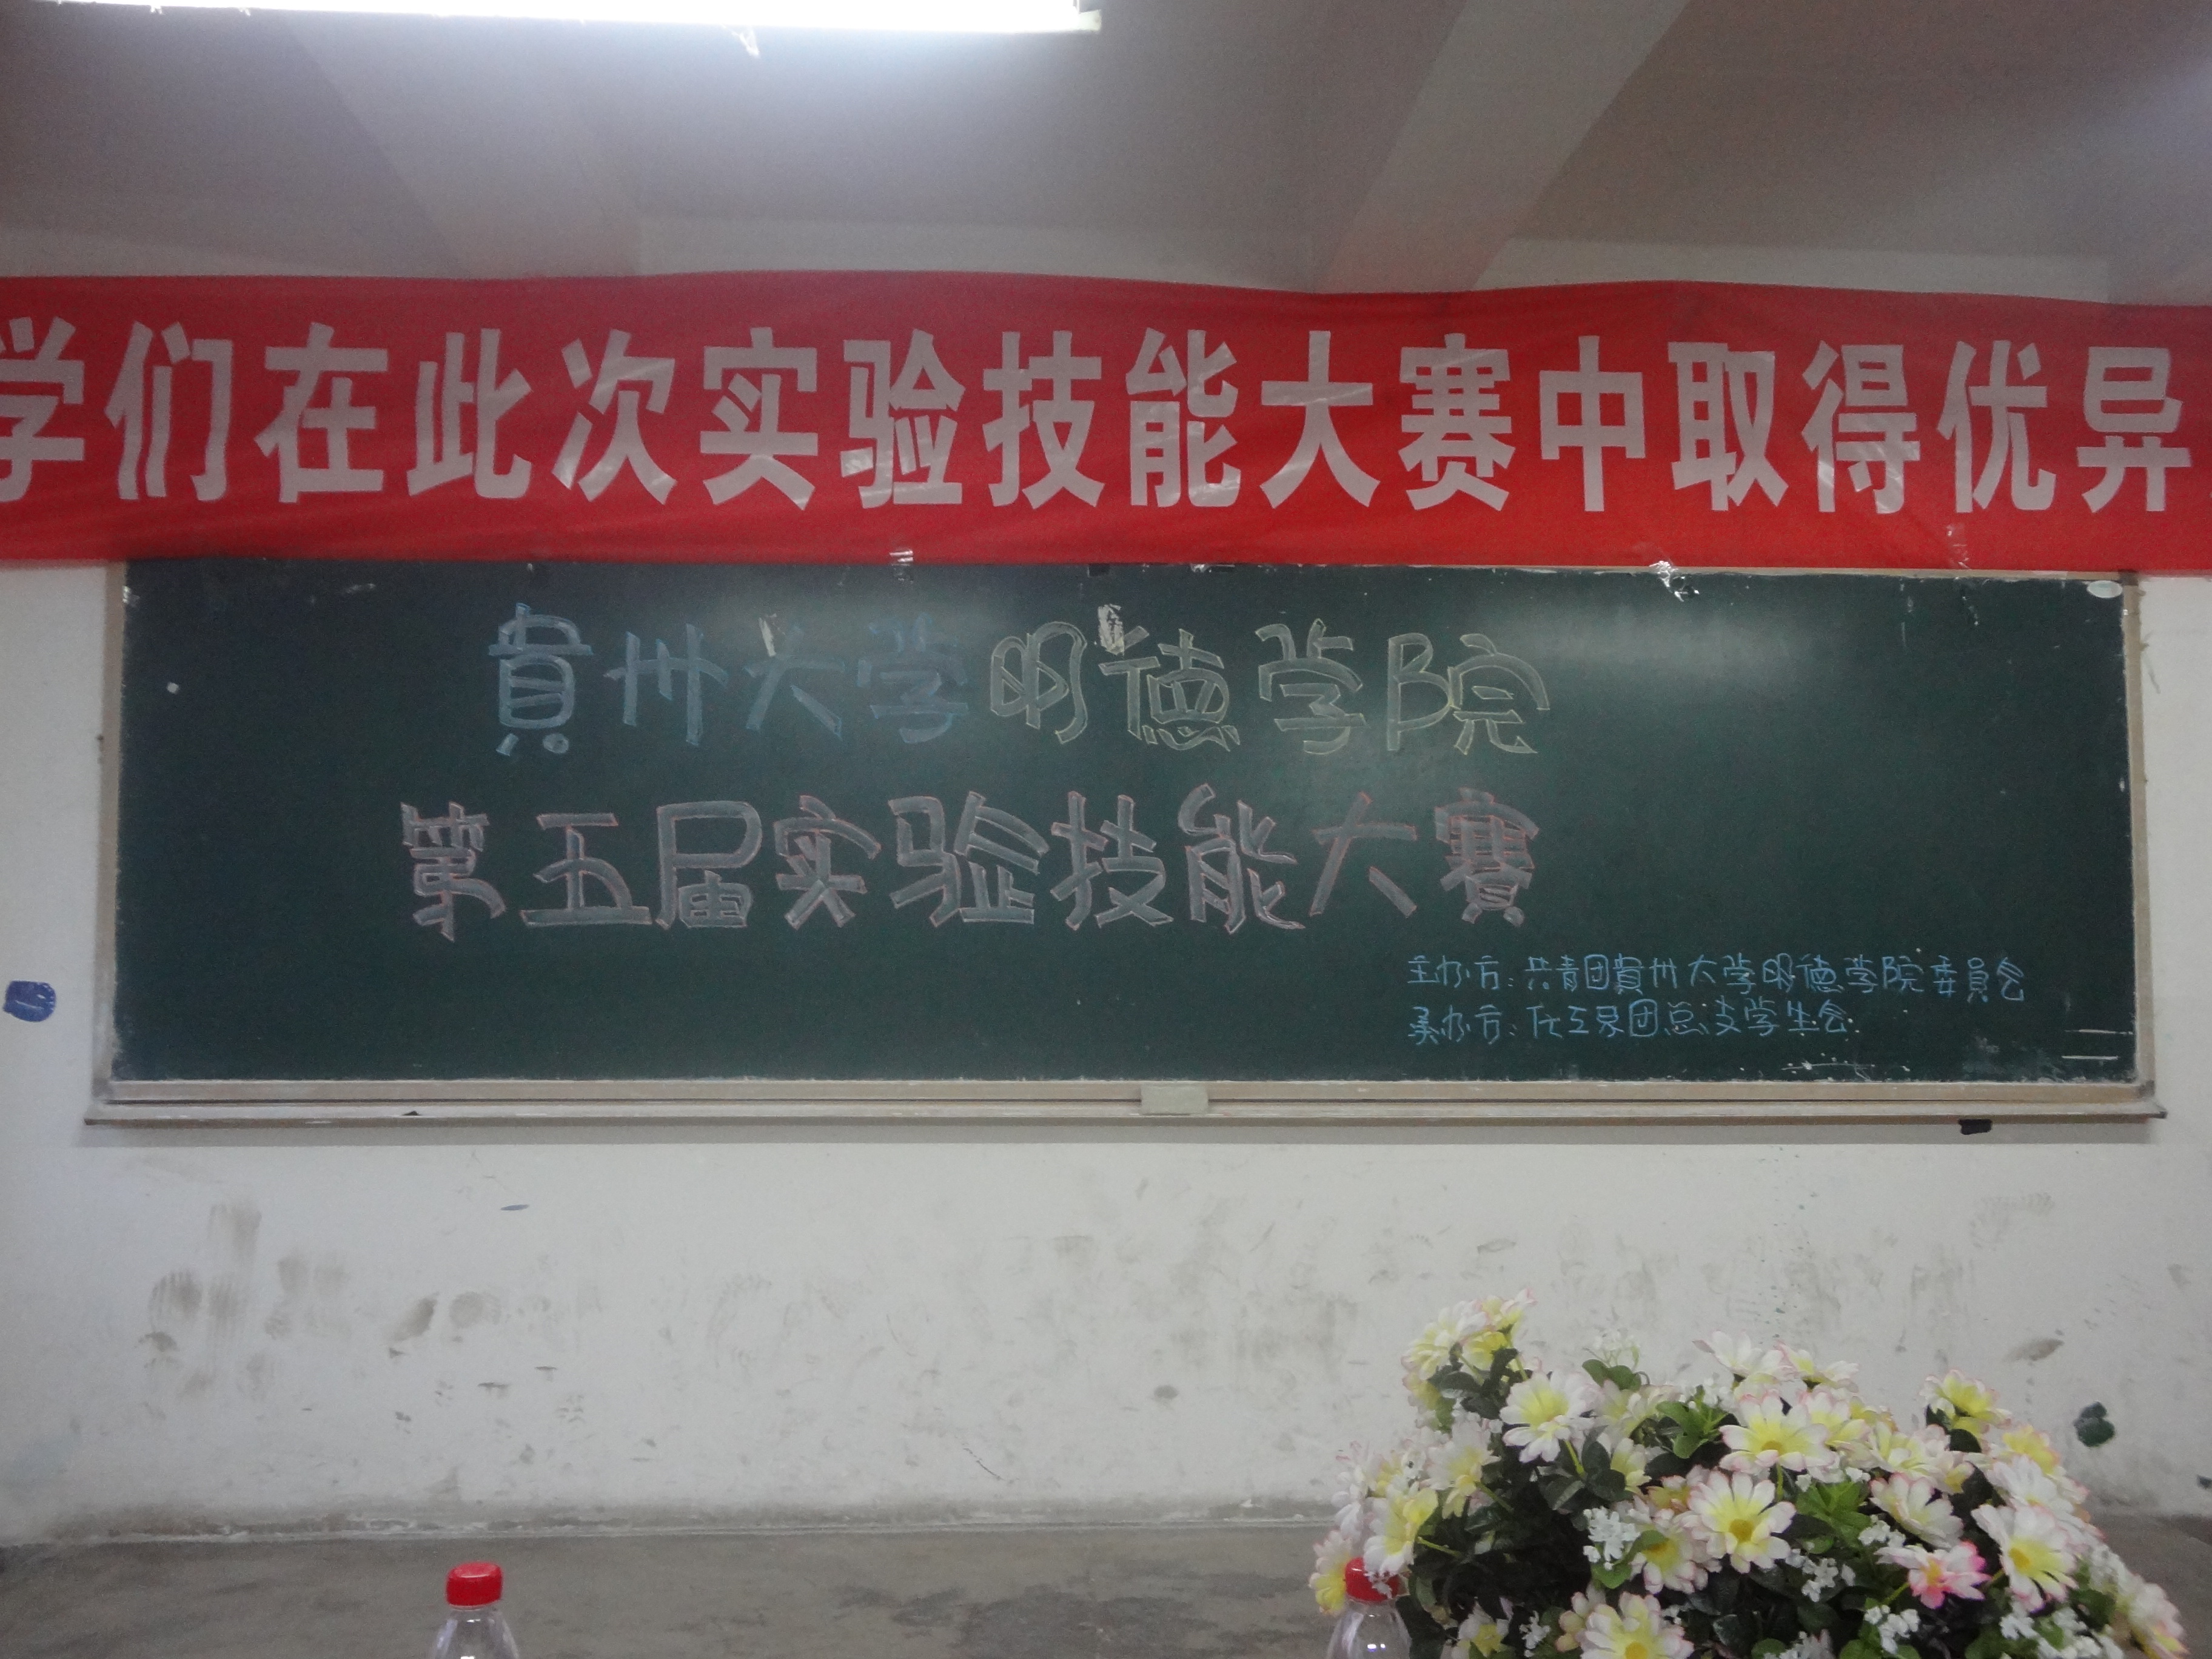 学们在此次实验技能大赛中取得优异
貴州大学明德学院
第五届实验技能大賽
主办方：共青团貴州大学明德学院委員会
承办方：化工系团总支学生会